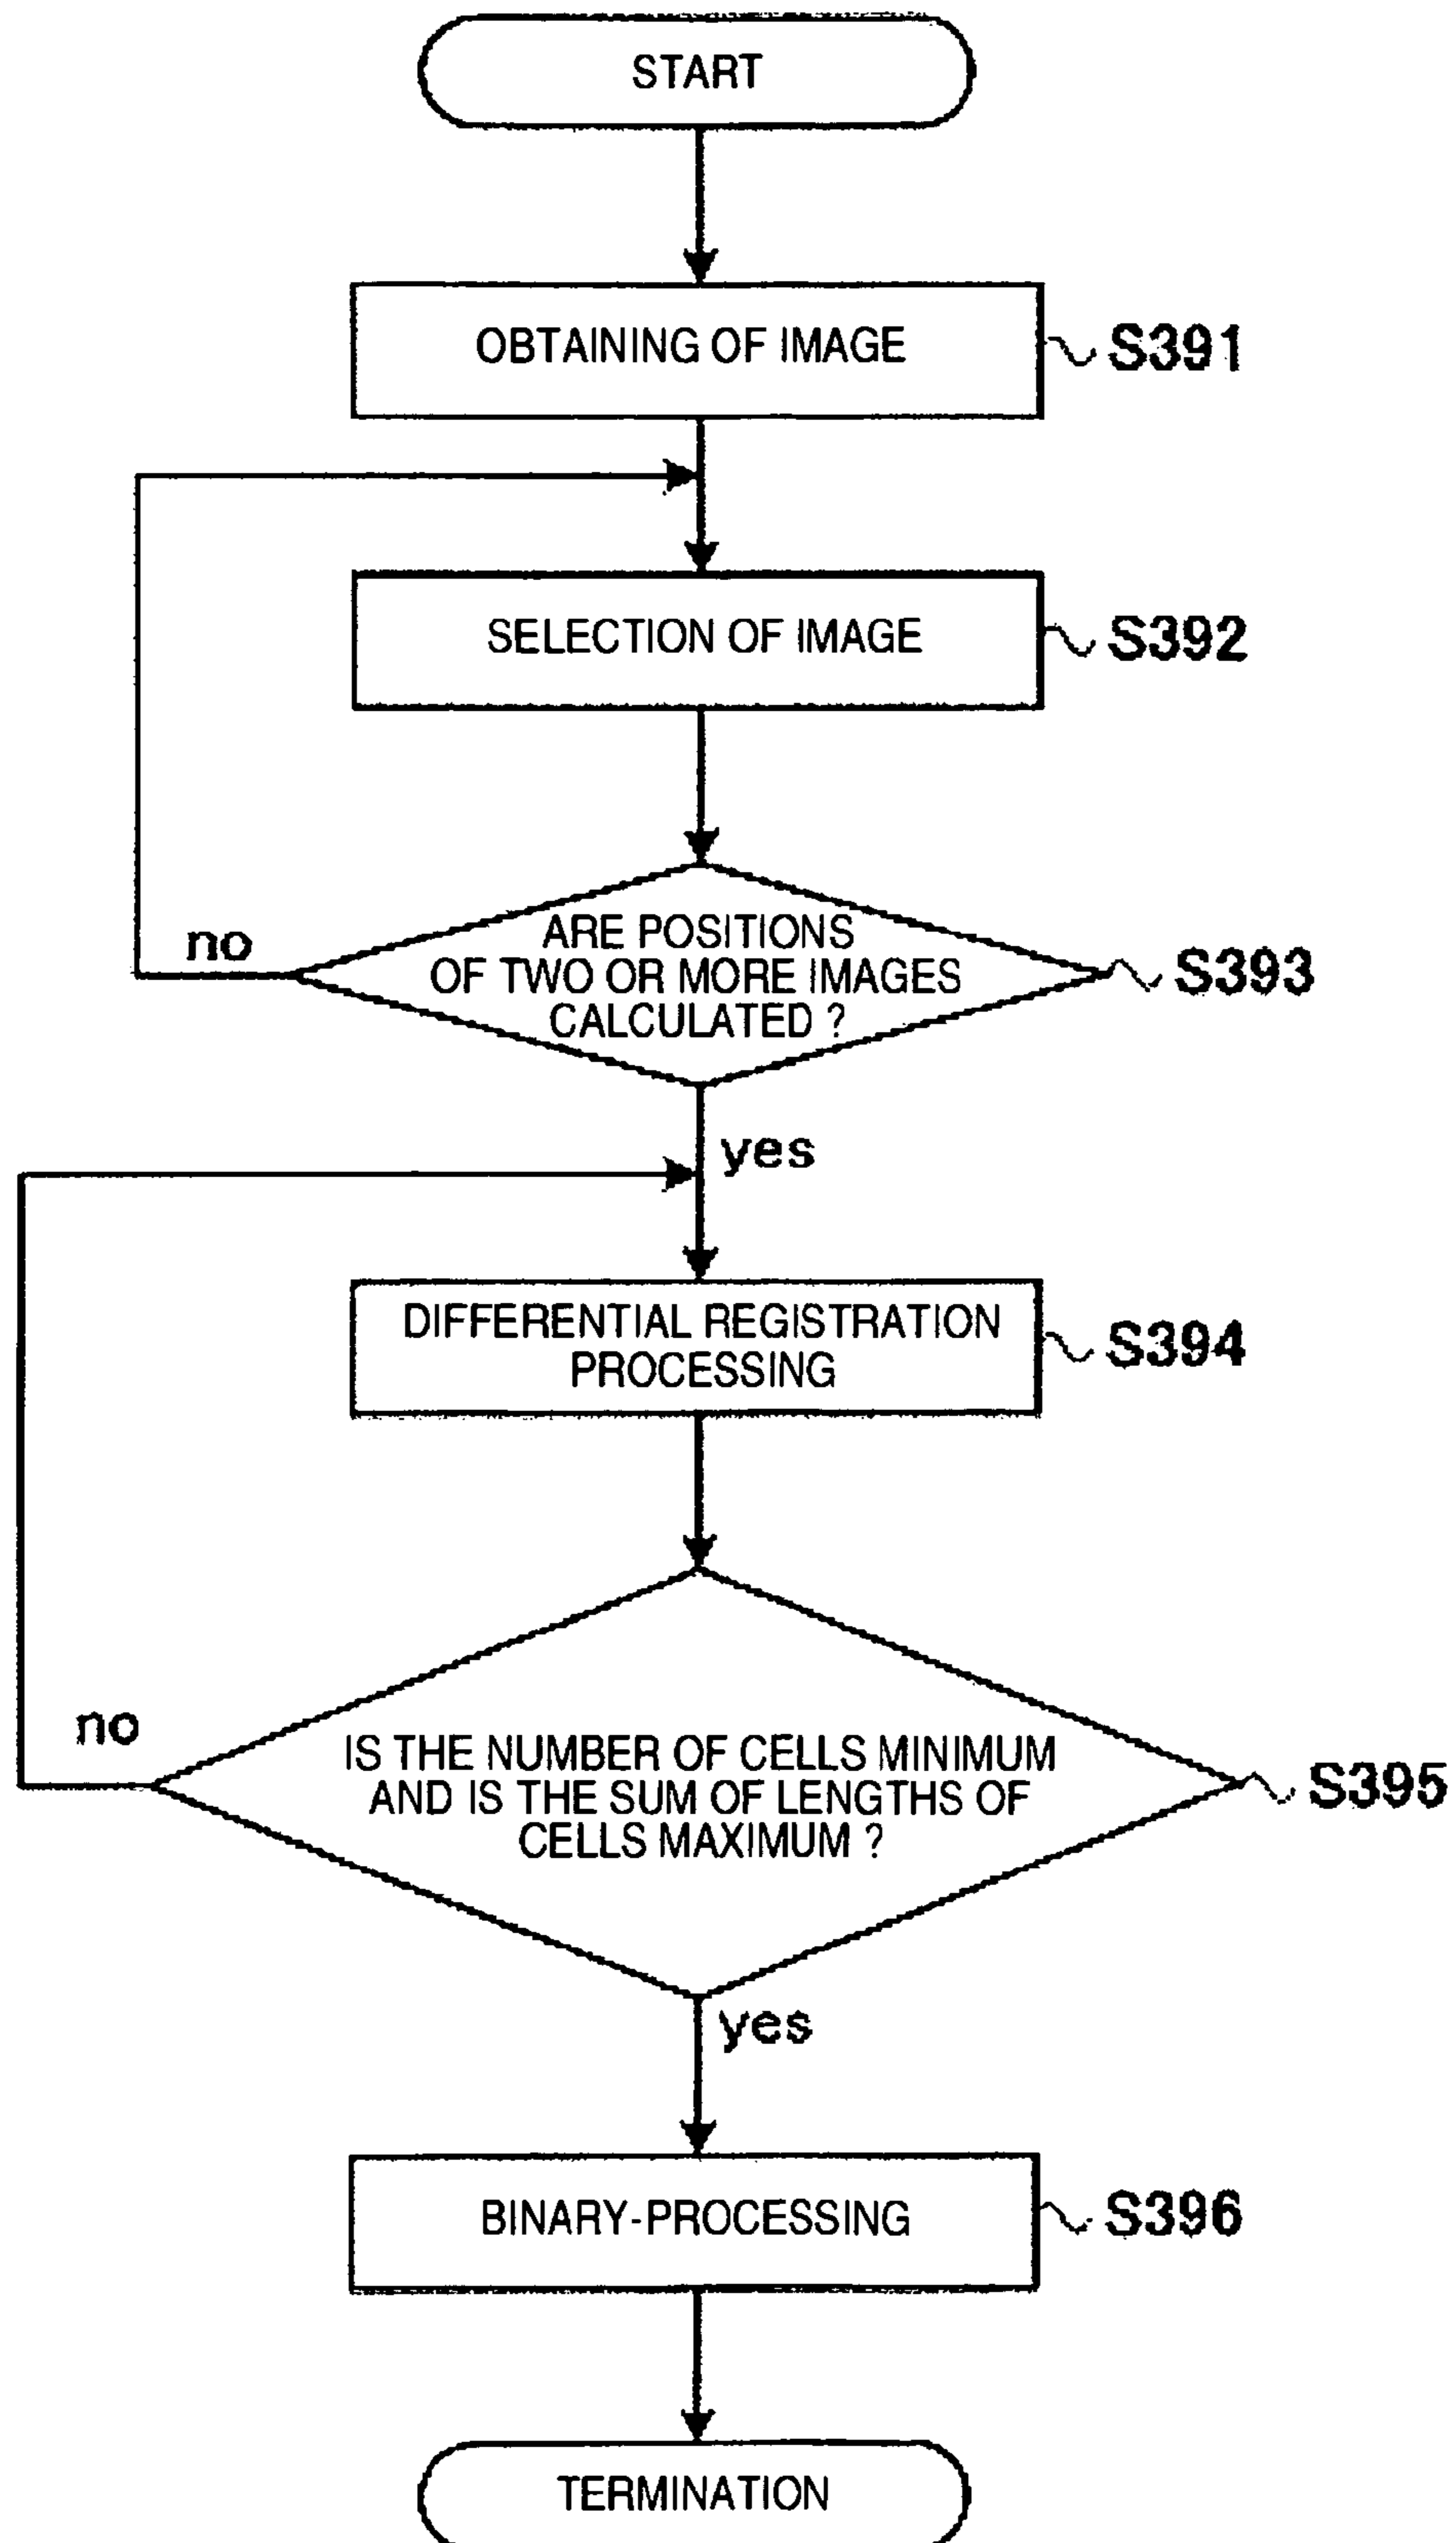 START
OBTAINING OF IMAGE
S391
SELECTION OF IMAGE
S392
ARE POSITIONS
OF TWO OR MORE IMAGES
CALCULATED ?
S393
no
yes
DIFFERENTIAL REGISTRATION
PROCESSING
S394
IS THE NUMBER OF CELLS MINIMUM
AND IS THE SUM OF LENGTHS OF
CELLS MAXIMUM ?
S395
no
yes
BINARY-PROCESSING
S396
TERMINATION